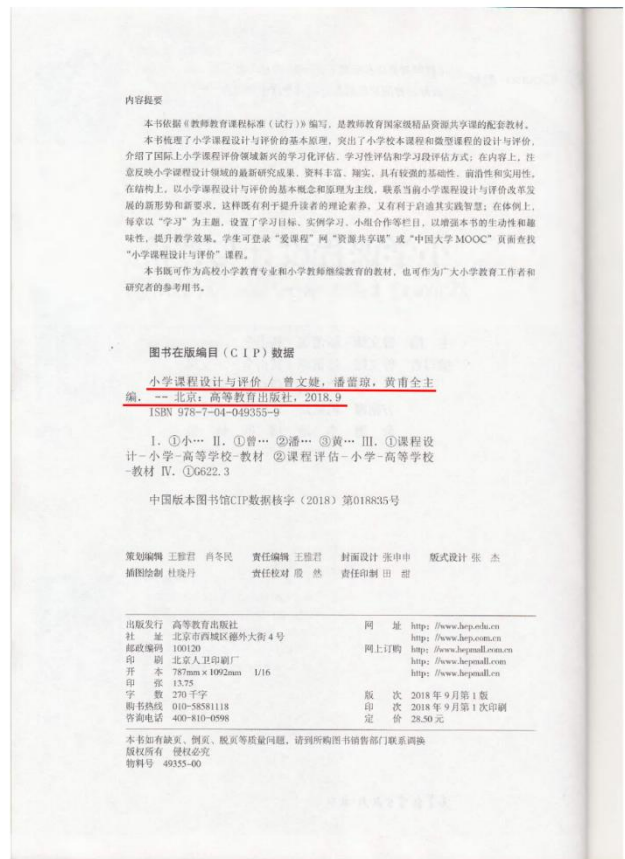 内容提要
本书依据《教师教育课程标准(试行)》编写，是教师教育国家级精品资源共享课的配套教材。
本书梳理了小学课程设计与评价的基本原理，突出了小学校本课程和微型课程的设计与评价，
介绍了国际上小学课程评价领域新兴的学习化评估、学习性评估和学习段评估方式；在内容上，注
意反映小学课程设计领域的最新研究成果，资料丰富、翔实，具有较强的基础性、前沿性和实用性。
在结构上，以小学课程设计与评价的基本概念和原理为主线，联系当前小学课程设计与评价改革发
展的新形势和新要求，这样既有利于提升读者的理论素养，又有利于启迪其实践智慧；在体例上，
每章以“学习”为主题，设置了学习目标、实例学习、小组合作等栏目，以增强本书的生动性和趣
味性，提升教学效果。学生可登录“爱课程”网“资源共享课”或“中国大学 MOOC”页面查找
“小学课程设计与评价”课程。
本书既可作为高校小学教育专业和小学教师继续教育的教材，也可作为广大小学教育工作者和
研究者的参考用书。
图书在版编目(CIP)数据
小学课程设计与评价 / 曾文婕，潘蕾琼，黄甫全主
编． -- 北京：高等教育出版社，2018.9
ISBN 978-7-04-049355-9
Ⅰ．①小… Ⅱ．①曾… ②潘… ③黄… Ⅲ．①课程设
计-小学-高等学校-教材 ②课程评估-小学-高等学校
-教材 Ⅳ．①G622.3
中国版本图书馆CIP数据核字(2018)第018835号
策划编辑 王雅君 肖冬民 责任编辑 王雅君 封面设计 张申申 版式设计 张 杰
插图绘制 杜晓丹 责任校对 殷 然 责任印制 田 甜
出版发行 高等教育出版社 网 址 http://www.hep.edu.cn
社 址 北京市西城区德外大街4号 http://www.hep.com.cn
邮政编码 100120 网上订购 http://www.hepmall.com.cn
印 刷 北京人卫印刷厂 http://www.hepmall.com
开 本 787mm×1092mm 1/16 http://www.hepmall.cn
印 张 13.75
字 数 270千字 版 次 2018年9月第1版
购书热线 010-58581118 印 次 2018年9月第1次印刷
咨询电话 400-810-0598 定 价 28.50元
本书如有缺页、倒页、脱页等质量问题，请到所购图书销售部门联系调换
版权所有 侵权必究
物料号 49355-00